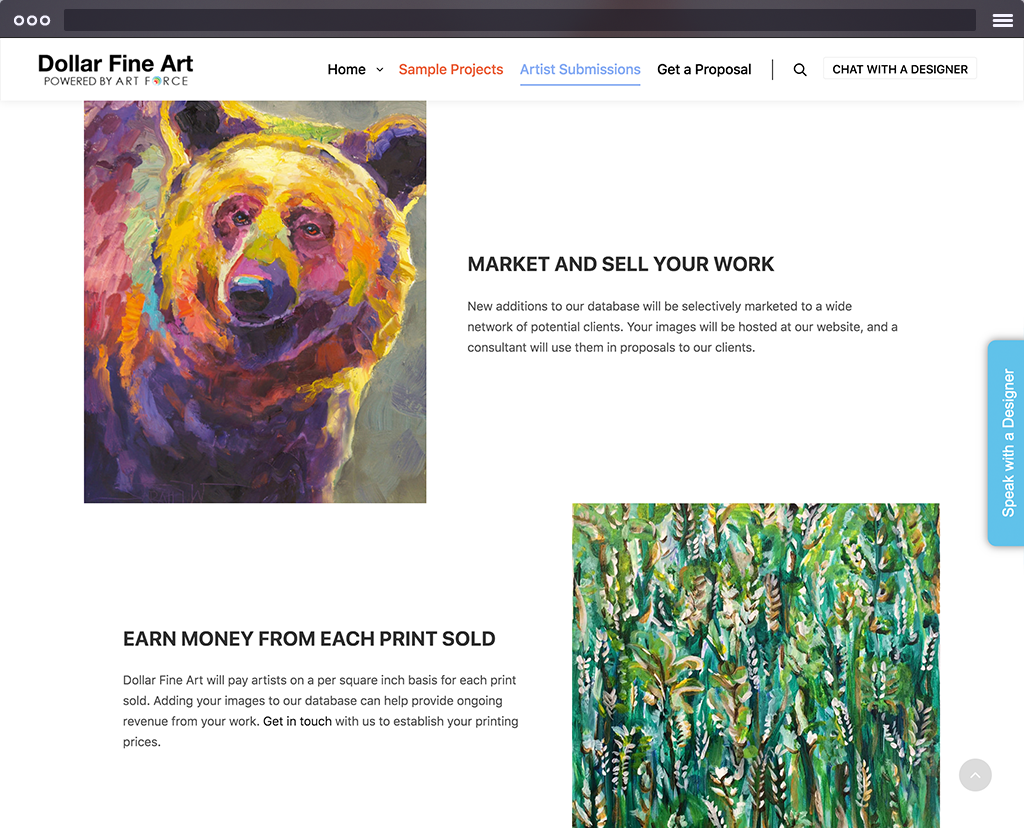 Dollar Fine Art
POWERED BY ART FORCE
Home
Sample Projects
Artist Submissions
Get a Proposal
CHAT WITH A DESIGNER
MARKET AND SELL YOUR WORK
New additions to our database will be selectively marketed to a wide
network of potential clients. Your images will be hosted at our website, and a
consultant will use them in proposals to our clients.
Speak with a Designer
EARN MONEY FROM EACH PRINT SOLD
Dollar Fine Art will pay artists on a per square inch basis for each print
sold. Adding your images to our database can help provide ongoing
revenue from your work. Get in touch with us to establish your printing
prices.